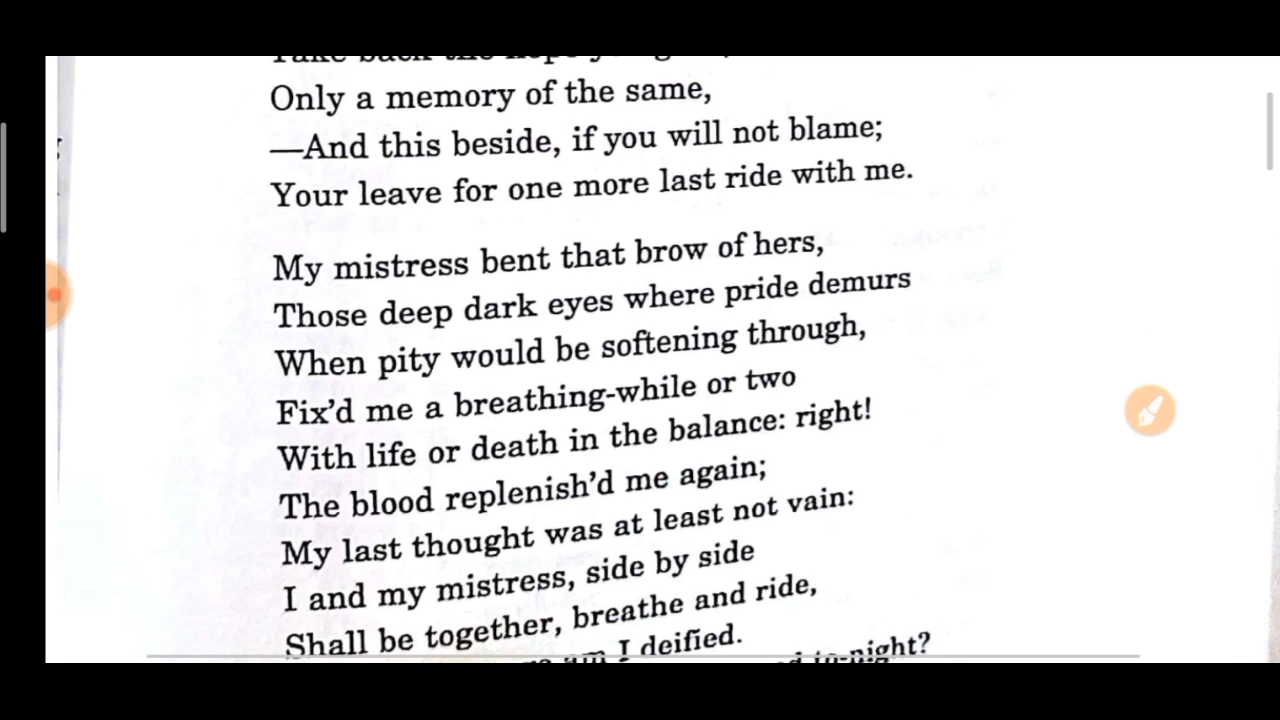 Only a memory of the same,
—And this beside, if you will not blame;
Your leave for one more last ride with me.
My mistress bent that brow of hers,
Those deep dark eyes where pride demurs
When pity would be softening through,
Fix'd me a breathing-while or two
With life or death in the balance: right!
The blood replenish'd me again;
My last thought was at least not vain:
I and my mistress, side by side
Shall be together, breathe and ride,
am I deified.
to-night?